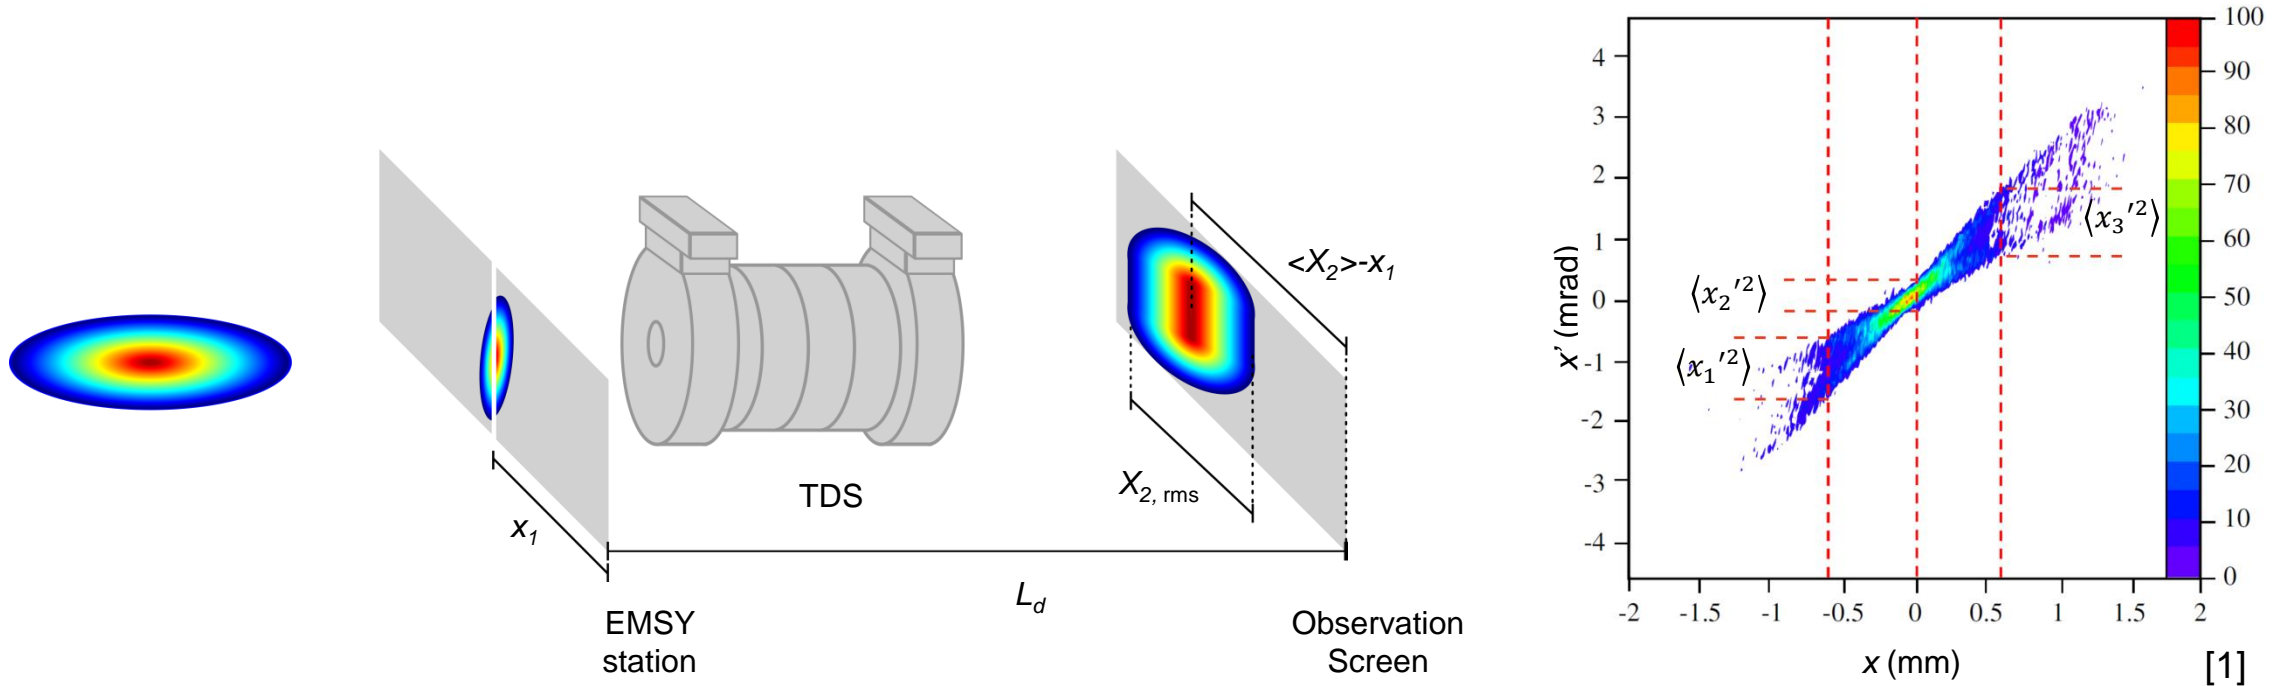 x₁
EMSY
station
TDS
L_d
<X₂>-x₁
X₂, rms
Observation
Screen
x' (mrad)
4
3
2
1
0
-1
-2
-3
-4
⟨x₃′²⟩
⟨x₂′²⟩
⟨x₁′²⟩
-2 -1.5 -1 -0.5 0 0.5 1 1.5 2
x (mm)
100
90
80
70
60
50
40
30
20
10
0
[1]